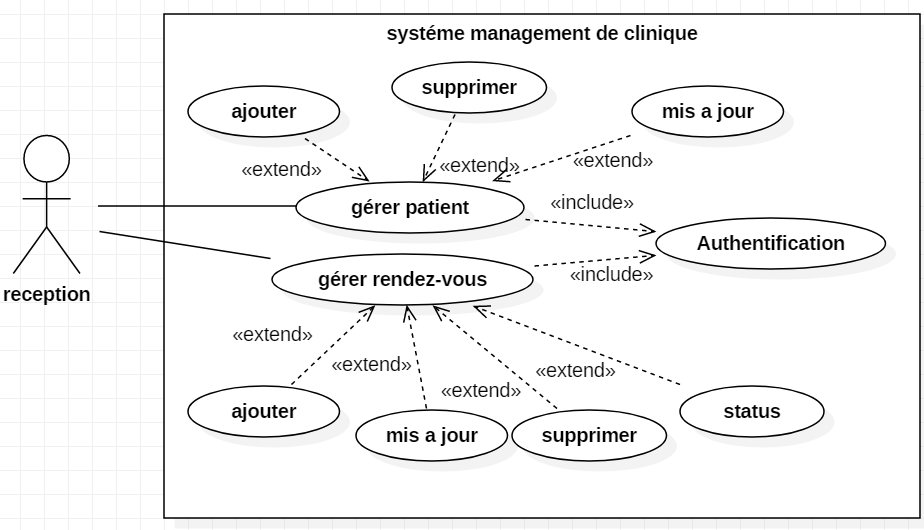 systéme management de clinique
supprimer
ajouter
mis a jour
«extend»
«extend»
«extend»
gérer patient
«include»
Authentification
gérer rendez-vous
«include»
reception
«extend»
«extend»
«extend»
«extend»
ajouter
mis a jour
supprimer
status